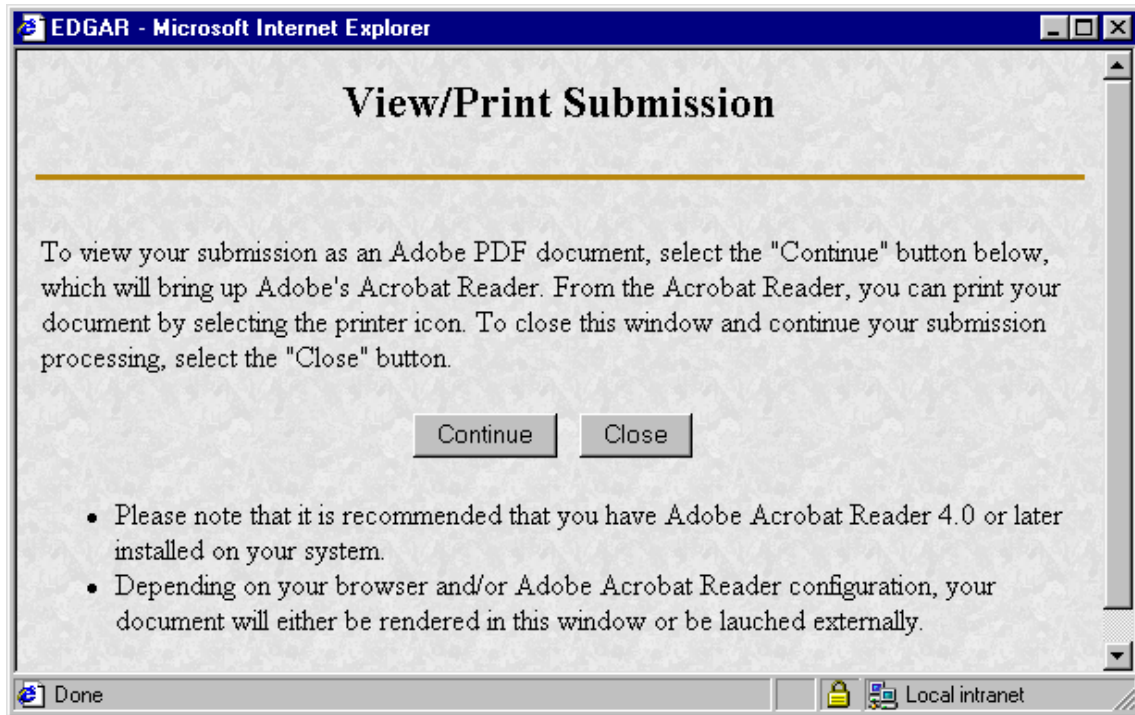 EDGAR - Microsoft Internet Explorer
View/Print Submission
To view your submission as an Adobe PDF document, select the "Continue" button below,
which will bring up Adobe's Acrobat Reader. From the Acrobat Reader, you can print your
document by selecting the printer icon. To close this window and continue your submission
processing, select the "Close" button.
Continue Close
• Please note that it is recommended that you have Adobe Acrobat Reader 4.0 or later
installed on your system.
• Depending on your browser and/or Adobe Acrobat Reader configuration, your
document will either be rendered in this window or be lauched externally.
Done Local intranet